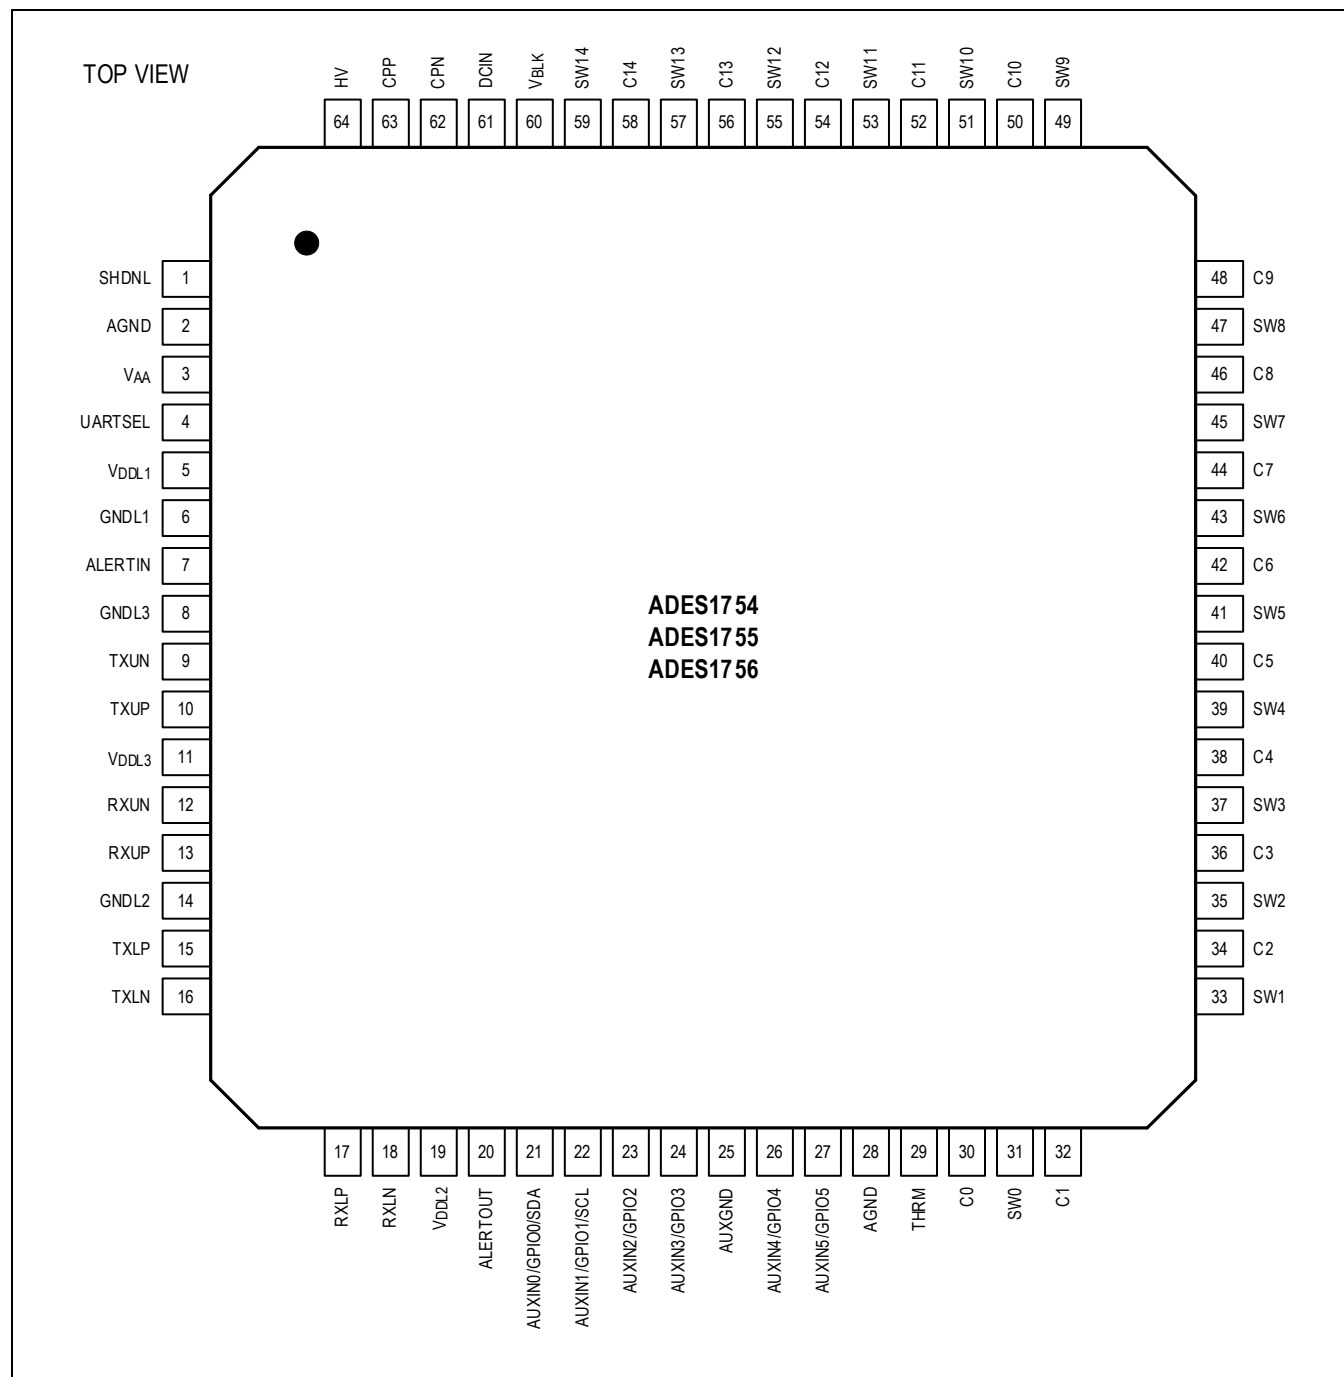 TOP VIEW
HV
CPP
CPN
DCIN
VBLK
SW14
C14
SW13
C13
SW12
C12
SW11
C11
SW10
C10
SW9
64 63 62 61 60 59 58 57 56 55 54 53 52 51 50 49
SHDNL 1
AGND 2
VAA 3
UARTSEL 4
VDDL1 5
GNDL1 6
ALERTIN 7
GNDL3 8
TXUN 9
TXUP 10
VDDL3 11
RXUN 12
RXUP 13
GNDL2 14
TXLP 15
TXLN 16
ADES1754
ADES1755
ADES1756
48 C9
47 SW8
46 C8
45 SW7
44 C7
43 SW6
42 C6
41 SW5
40 C5
39 SW4
38 C4
37 SW3
36 C3
35 SW2
34 C2
33 SW1
17 18 19 20 21 22 23 24 25 26 27 28 29 30 31 32
RXLP
RXLN
VDDL2
ALERTOUT
AUXIN0/GPIO0/SDA
AUXIN1/GPIO1/SCL
AUXIN2/GPIO2
AUXIN3/GPIO3
AUXGND
AUXIN4/GPIO4
AUXIN5/GPIO5
AGND
THRM
C0
SW0
C1